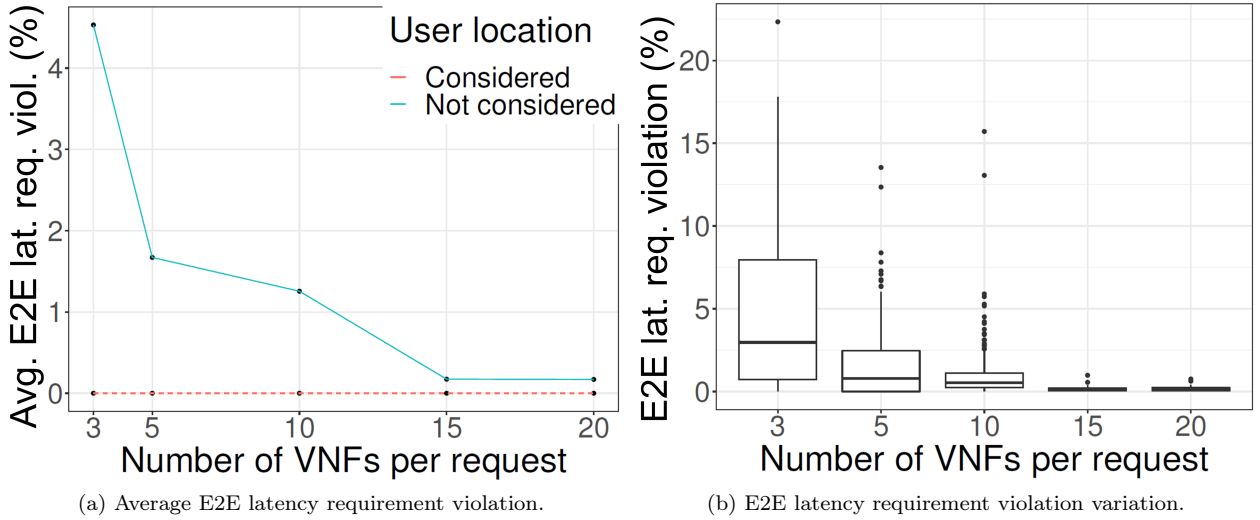 Avg. E2E lat. req. viol. (%)
4
3
2
1
0
3 5 10 15 20
Number of VNFs per request
User location
Considered
Not considered
(a) Average E2E latency requirement violation.
E2E lat. req. violation (%)
20
15
10
5
0
3 5 10 15 20
Number of VNFs per request
(b) E2E latency requirement violation variation.